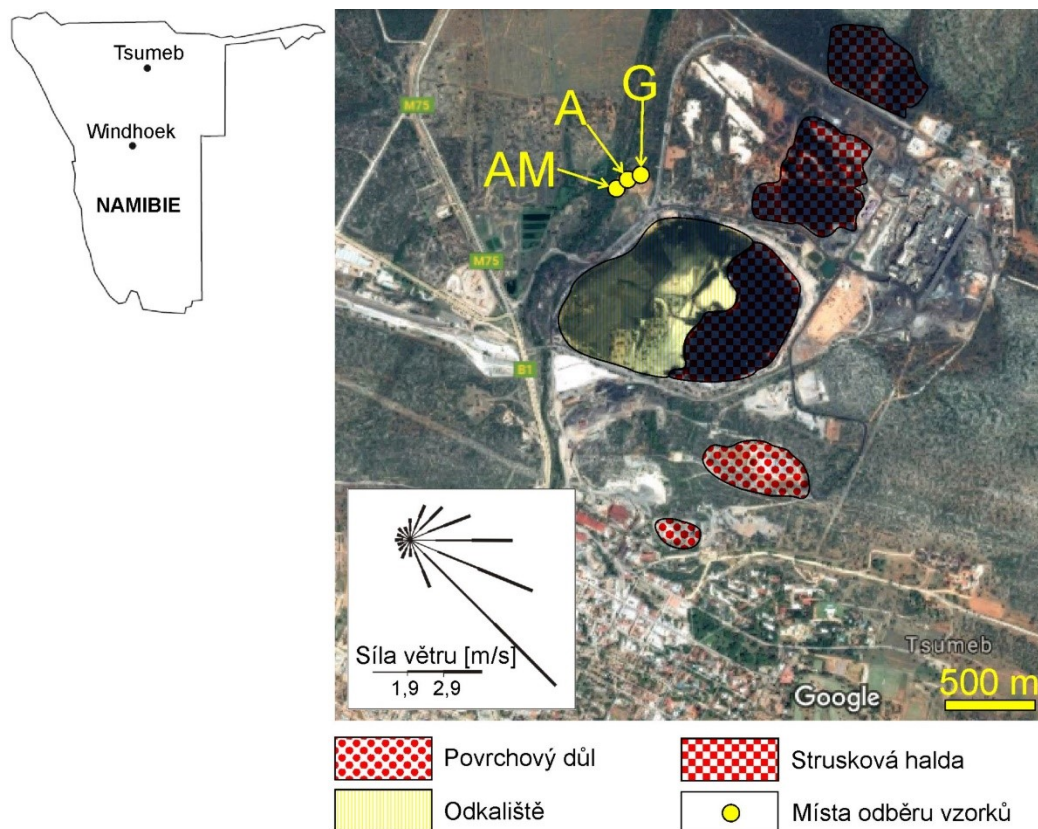 Tsumeb
Windhoek
NAMIBIE
G
A
AM
M75
M75
B1
Síla větru [m/s]
1,9 2,9
Tsumeb
Google
500 m
Povrchový důl
Strusková halda
Odkaliště
Místa odběru vzorků